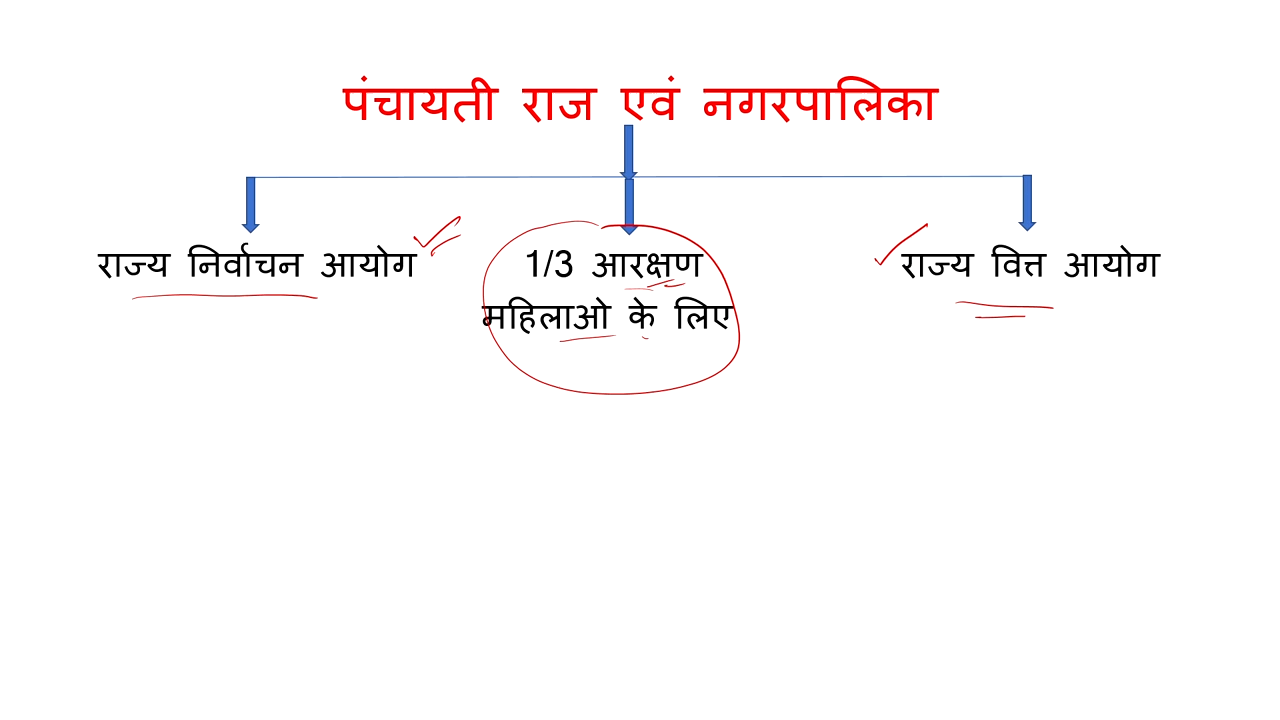 पंचायती राज एवं नगरपालिका
राज्य निर्वाचन आयोग
1/3 आरक्षण
महिलाओ के लिए
राज्य वित्त आयोग